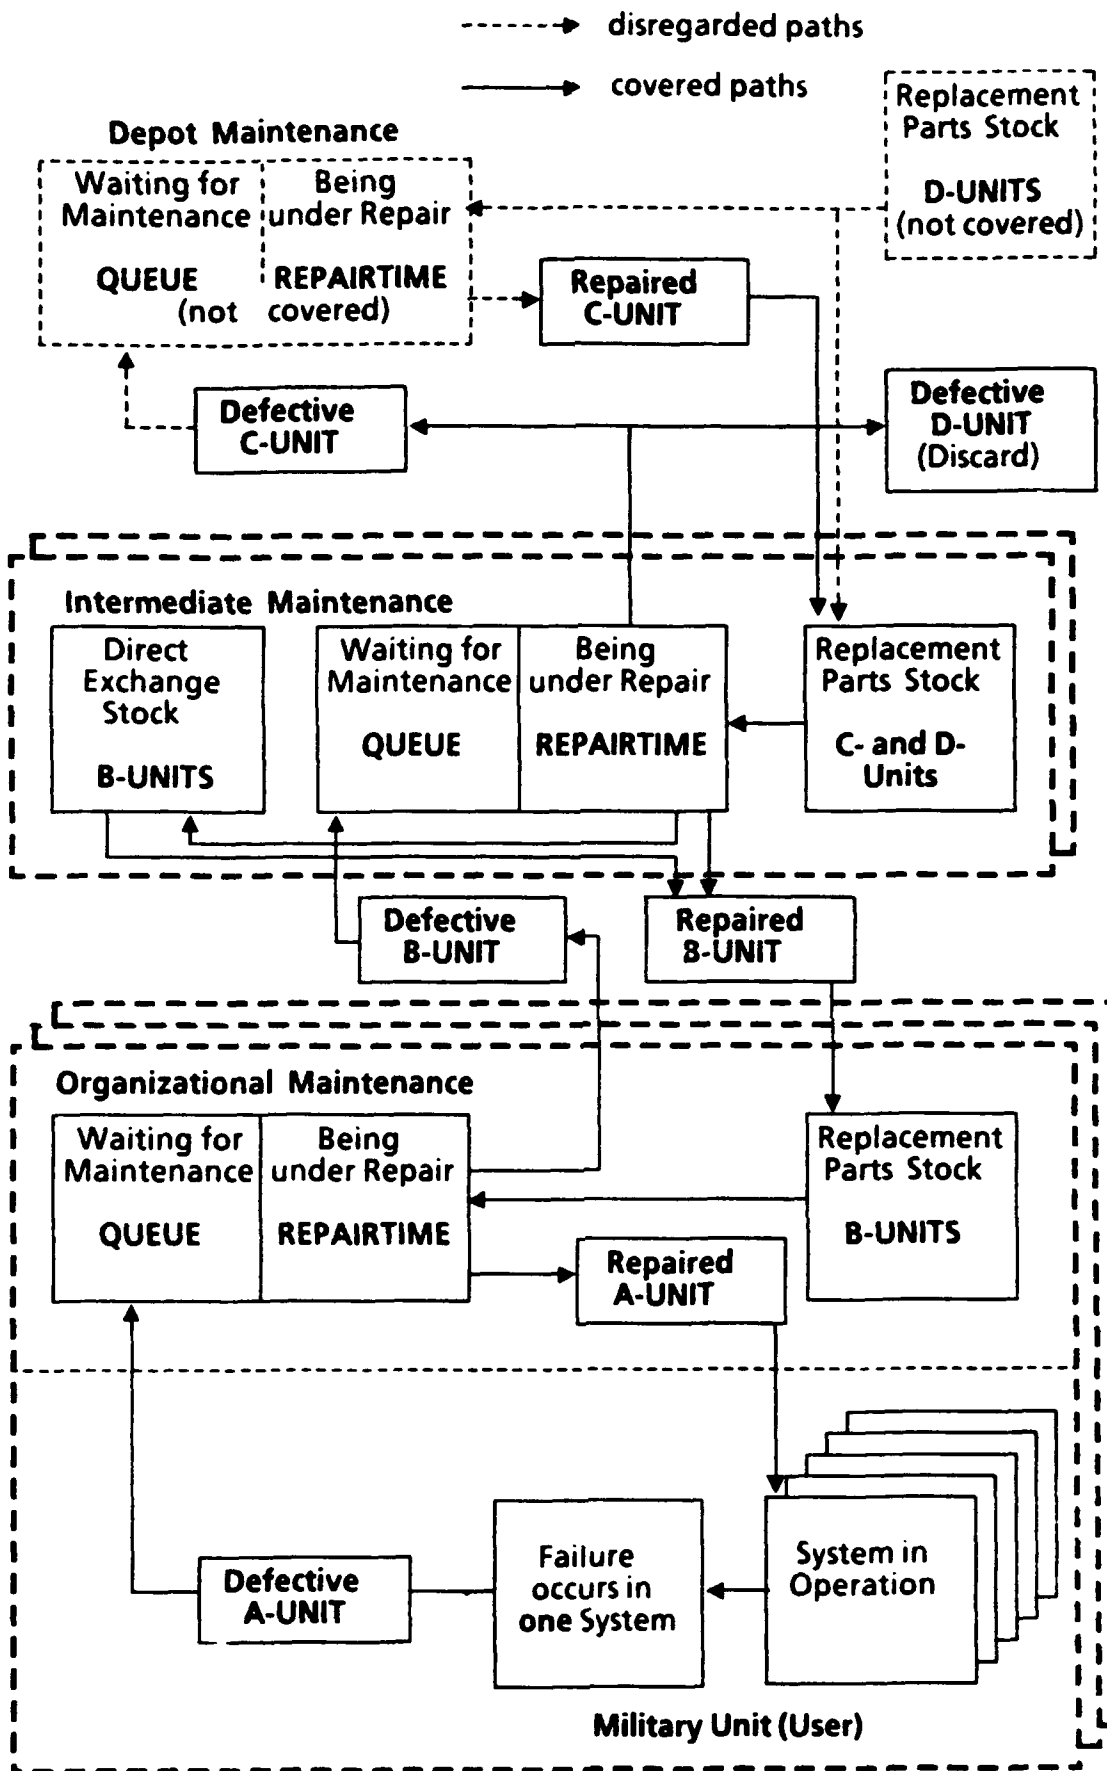 disregarded paths
covered paths
Replacement
Parts Stock
D-UNITS
(not covered)
Depot Maintenance
Waiting for
Maintenance
QUEUE
Being
under Repair
REPAIRTIME
(not covered)
Repaired
C-UNIT
Defective
C-UNIT
Defective
D-UNIT
(Discard)
Intermediate Maintenance
Direct
Exchange
Stock
B-UNITS
Waiting for
Maintenance
QUEUE
Being
under Repair
REPAIRTIME
Replacement
Parts Stock
C- and D-
Units
Defective
B-UNIT
Repaired
B-UNIT
Organizational Maintenance
Waiting for
Maintenance
QUEUE
Being
under Repair
REPAIRTIME
Replacement
Parts Stock
B-UNITS
Repaired
A-UNIT
Defective
A-UNIT
Failure
occurs in
one System
System in
Operation
Military Unit (User)